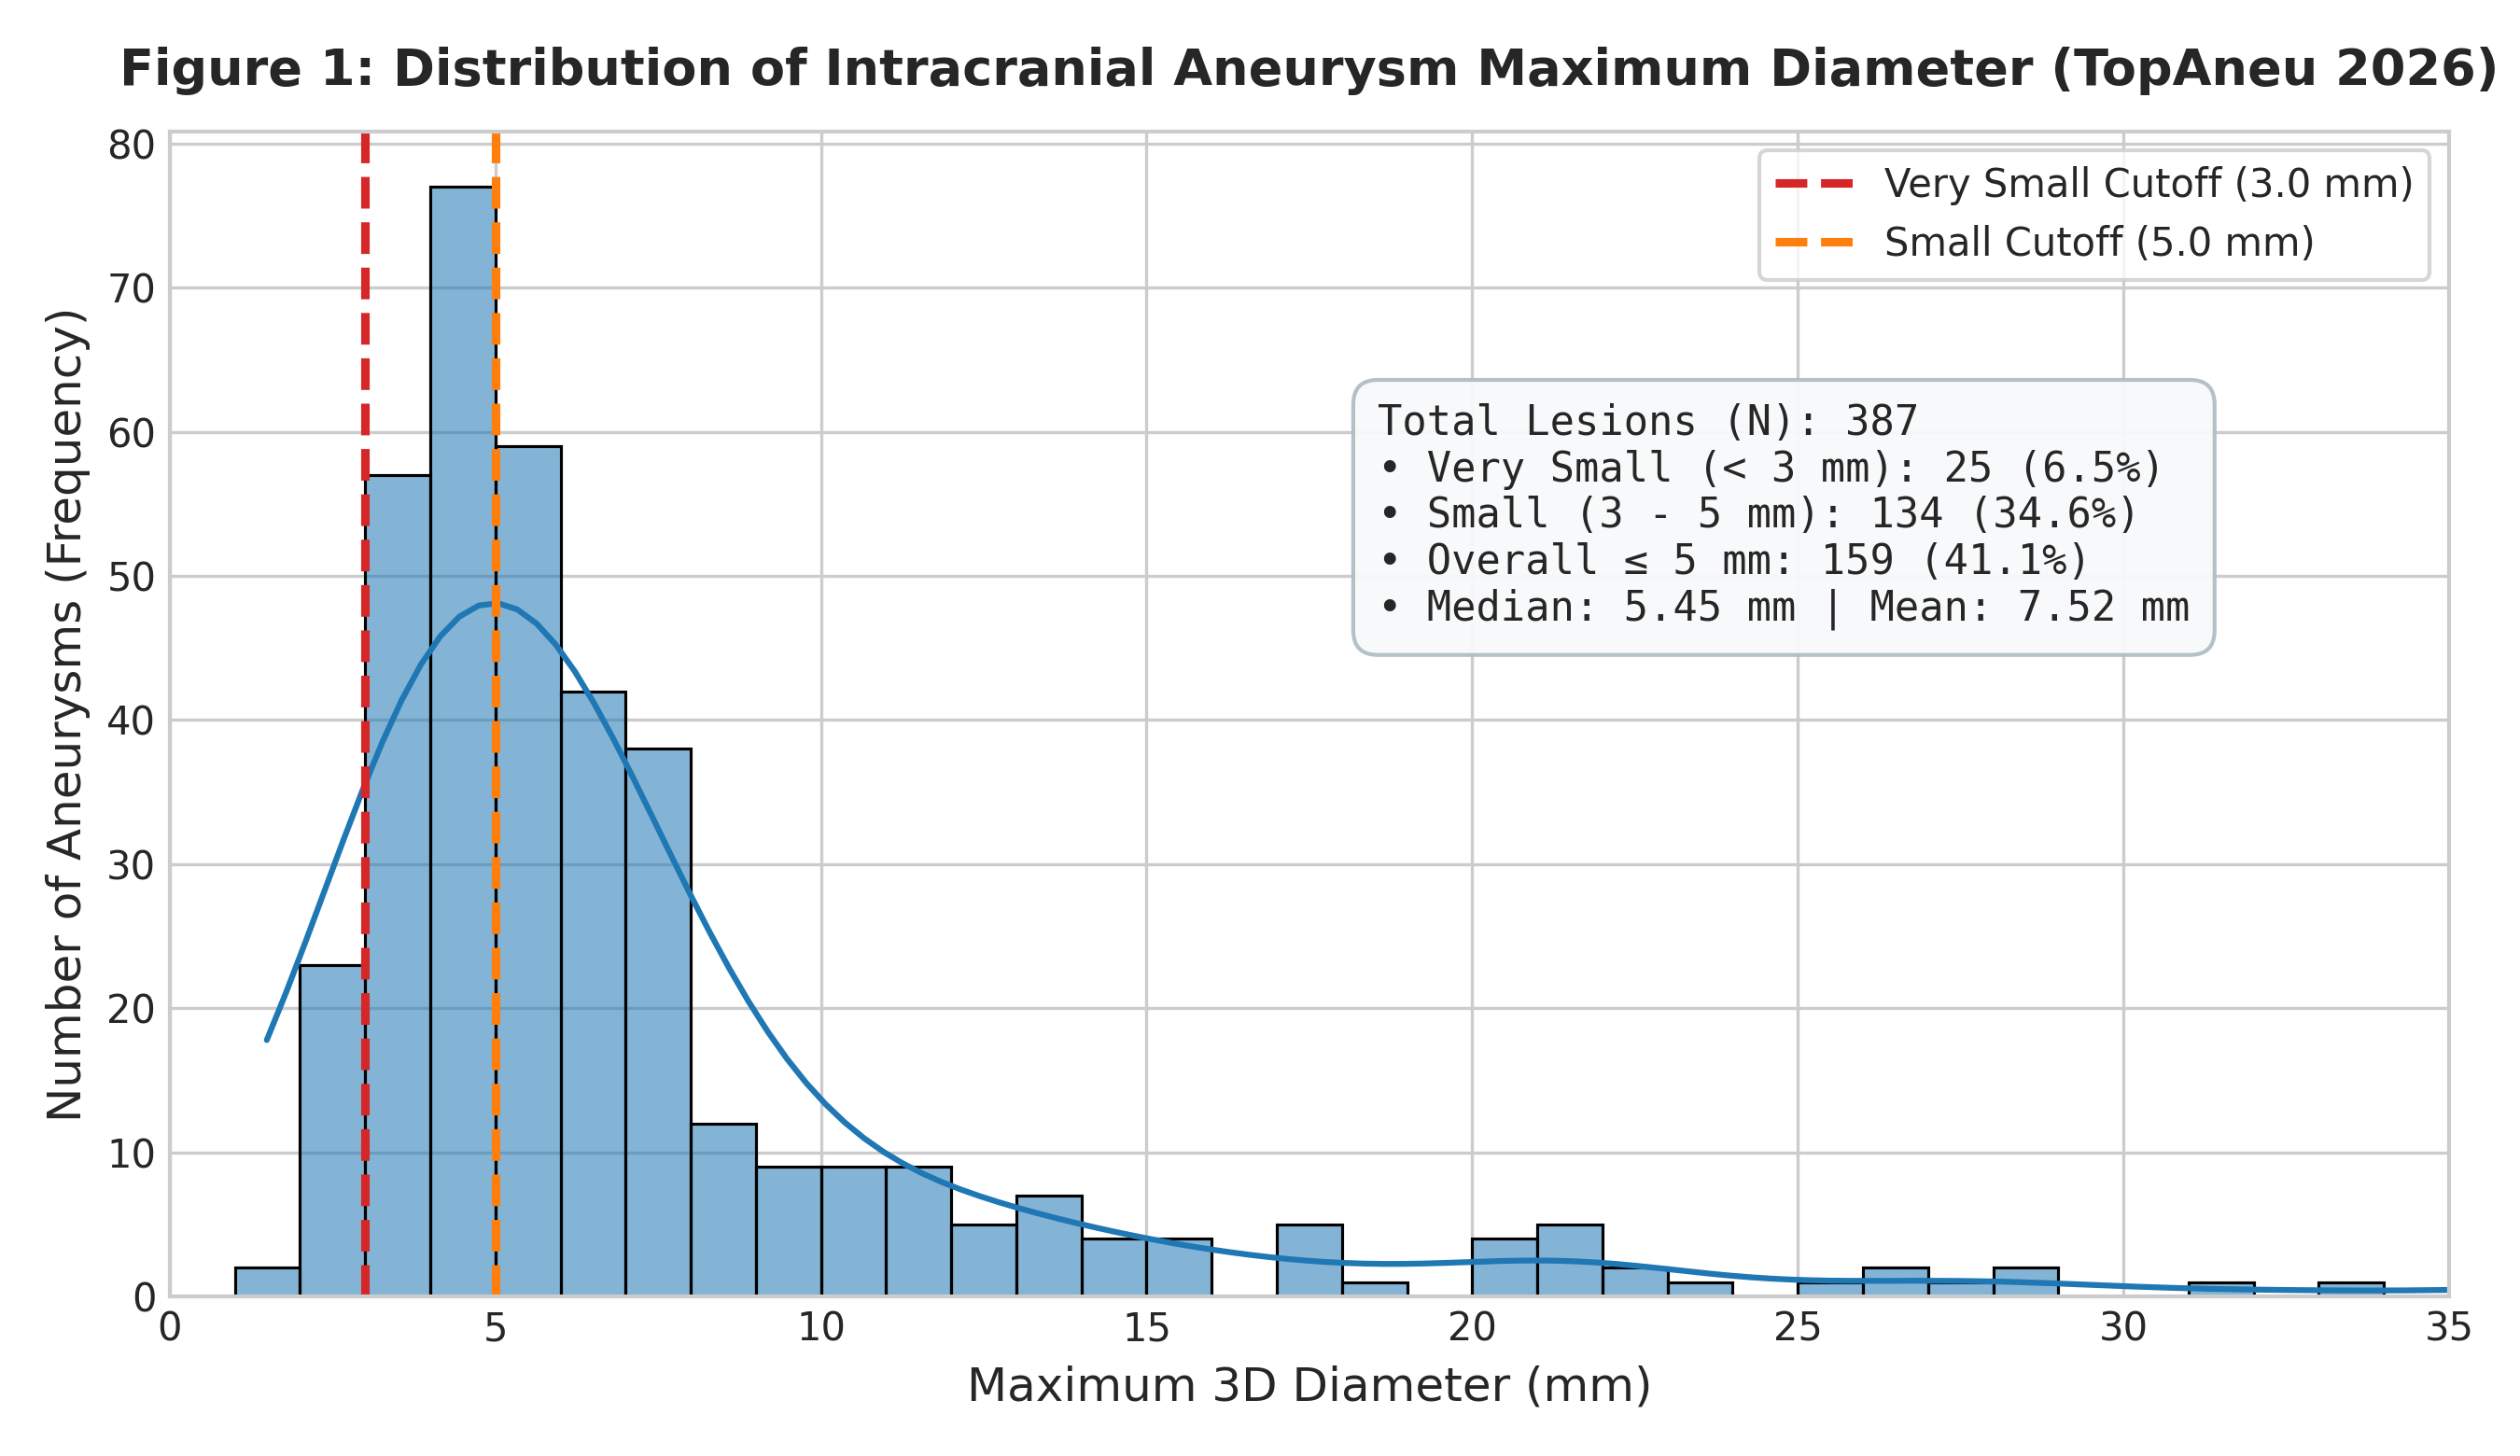 Figure 1: Distribution of Intracranial Aneurysm Maximum Diameter (TopAneu 2026)
Very Small Cutoff (3.0 mm)
Small Cutoff (5.0 mm)
Total Lesions (N): 387
• Very Small (< 3 mm): 25 (6.5%)
• Small (3 - 5 mm): 134 (34.6%)
• Overall ≤ 5 mm: 159 (41.1%)
• Median: 5.45 mm | Mean: 7.52 mm
Number of Aneurysms (Frequency)
80
70
60
50
40
30
20
10
0
0 5 10 15 20 25 30 35
Maximum 3D Diameter (mm)